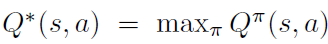 Q*(s, a) = max_π Q^π(s, a)